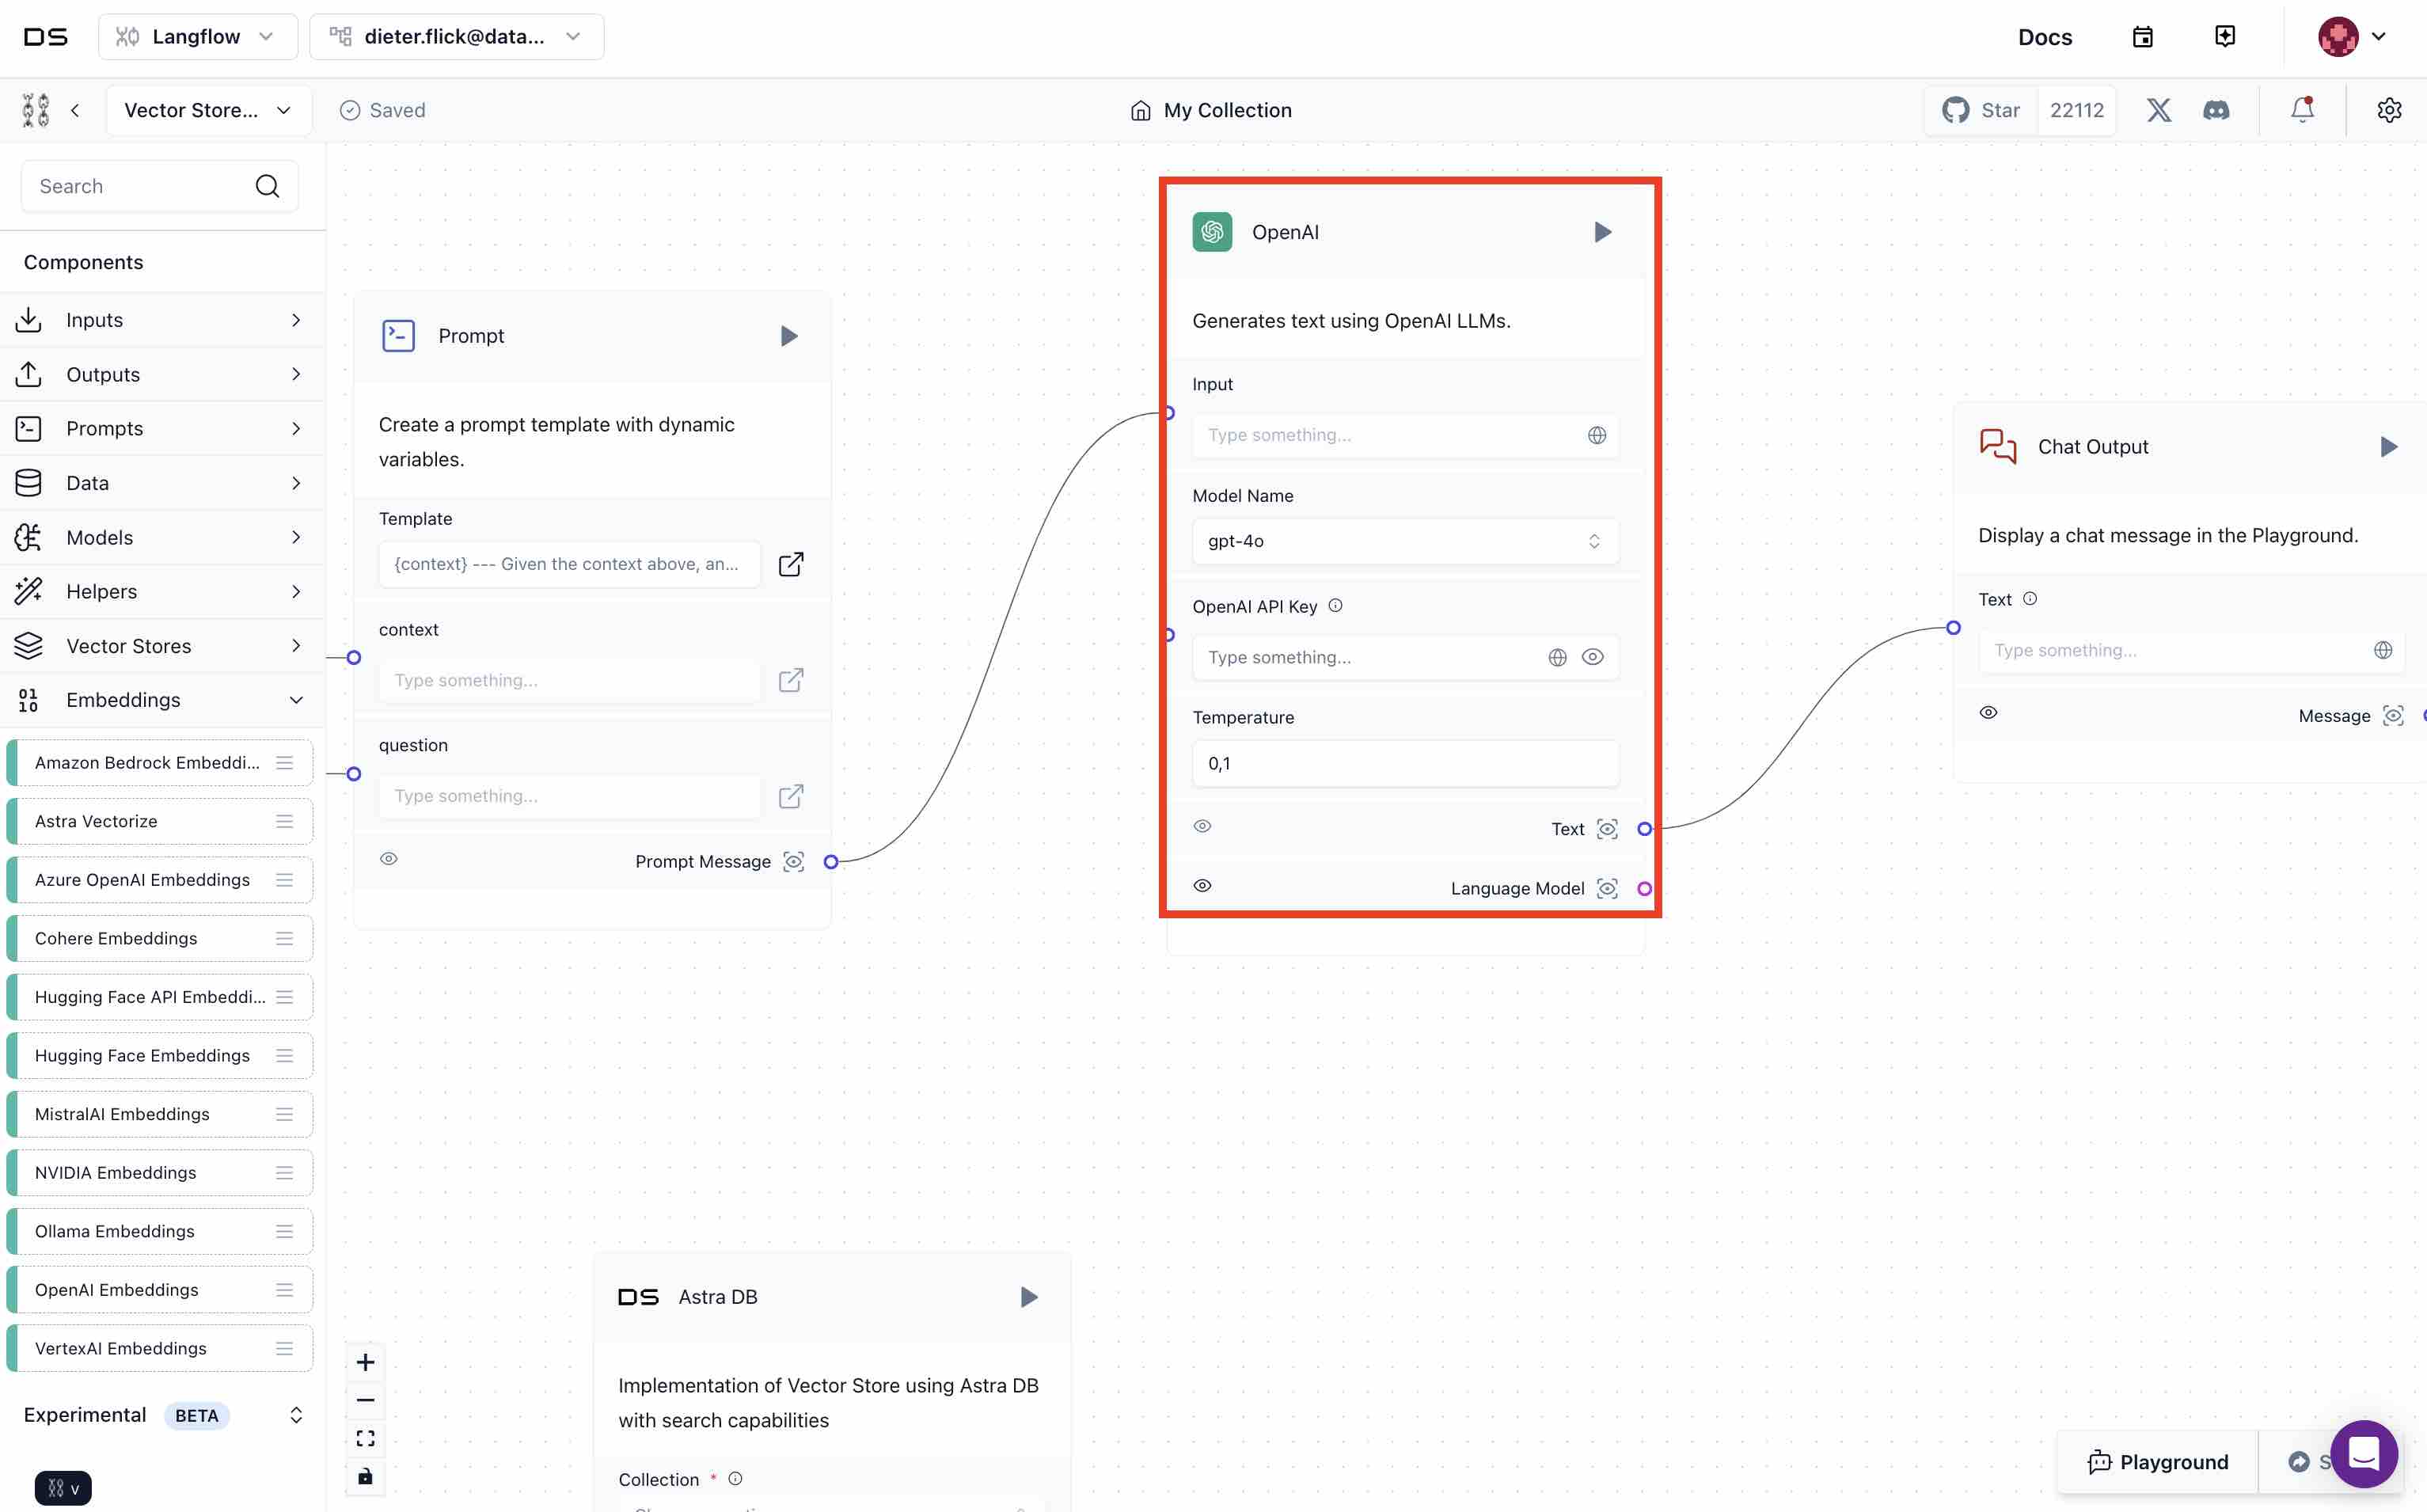 DS
Langflow
dieter.flick@data...
Docs
Vector Store...
Saved
My Collection
Star
22112
Search
Components
Inputs
Outputs
Prompts
Data
Models
Helpers
Vector Stores
Embeddings
Amazon Bedrock Embeddi...
Astra Vectorize
Azure OpenAI Embeddings
Cohere Embeddings
Hugging Face API Embeddi...
Hugging Face Embeddings
MistralAI Embeddings
NVIDIA Embeddings
Ollama Embeddings
OpenAI Embeddings
VertexAI Embeddings
Experimental
BETA
v
Prompt
Create a prompt template with dynamic
variables.
Template
{context} --- Given the context above, an...
context
Type something...
question
Type something...
Prompt Message
OpenAI
Generates text using OpenAI LLMs.
Input
Type something...
Model Name
gpt-4o
OpenAI API Key
Type something...
Temperature
0,1
Text
Language Model
Chat Output
Display a chat message in the Playground.
Text
Type something...
Message
DS
Astra DB
Implementation of Vector Store using Astra DB
with search capabilities
Collection *
Playground